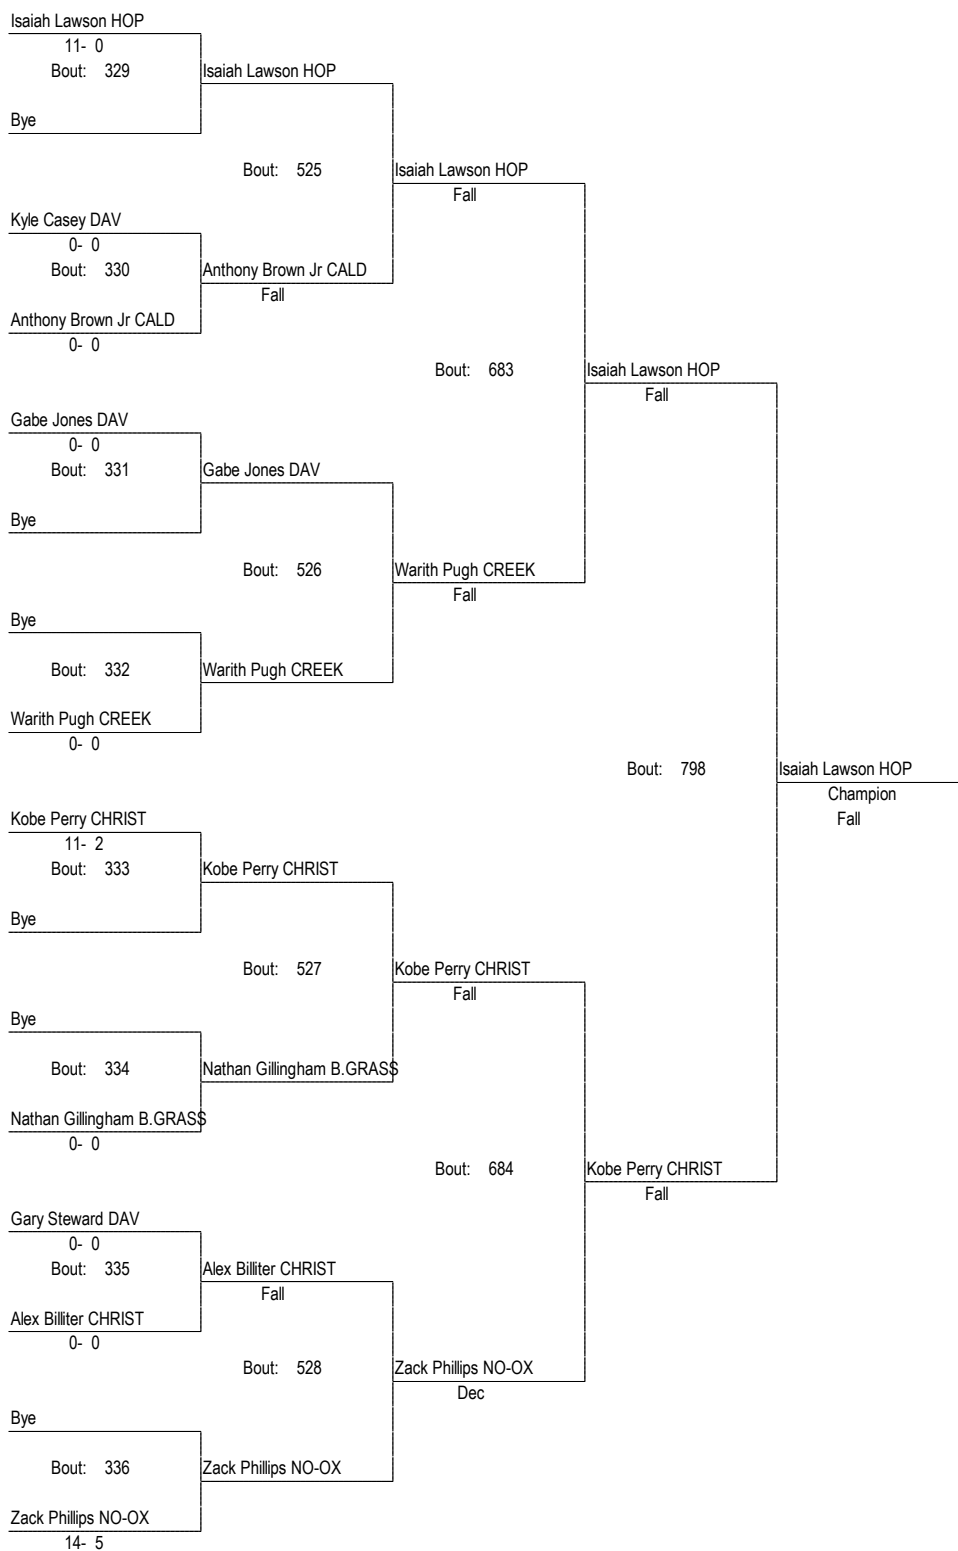 Isaiah Lawson HOP
11- 0
Bout: 329
Isaiah Lawson HOP
Bye
Bout: 525
Isaiah Lawson HOP
Fall
Kyle Casey DAV
0- 0
Bout: 330
Anthony Brown Jr CALD
Fall
Anthony Brown Jr CALD
0- 0
Bout: 683
Isaiah Lawson HOP
Fall
Gabe Jones DAV
0- 0
Bout: 331
Gabe Jones DAV
Bye
Bout: 526
Warith Pugh CREEK
Fall
Bye
Bout: 332
Warith Pugh CREEK
Warith Pugh CREEK
0- 0
Bout: 798
Isaiah Lawson HOP
Champion
Fall
Kobe Perry CHRIST
11- 2
Bout: 333
Kobe Perry CHRIST
Bye
Bout: 527
Kobe Perry CHRIST
Fall
Bye
Bout: 334
Nathan Gillingham B.GRASS
Nathan Gillingham B.GRASS
0- 0
Bout: 684
Kobe Perry CHRIST
Fall
Gary Steward DAV
0- 0
Bout: 335
Alex Billiter CHRIST
Fall
Alex Billiter CHRIST
0- 0
Bout: 528
Zack Phillips NO-OX
Dec
Bye
Bout: 336
Zack Phillips NO-OX
Zack Phillips NO-OX
14- 5